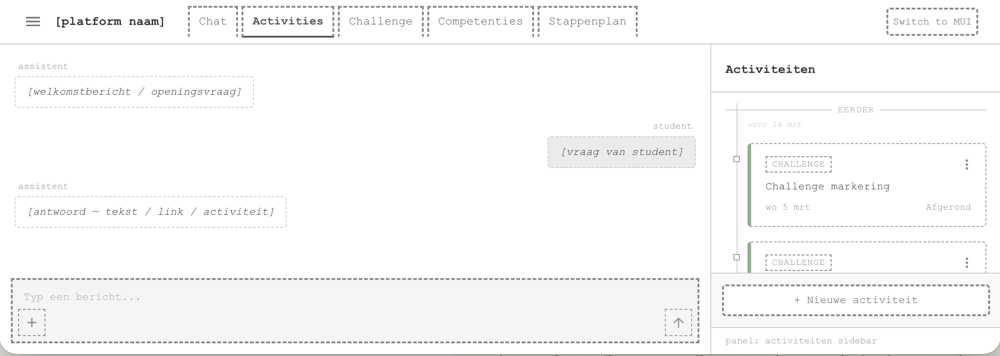 [platform naam]
Chat
Activities
Challenge
Competenties
Stappenplan
Switch to MUI
assistent
[welkomstbericht / openingsvraag]
student
[vraag van student]
assistent
[antwoord — tekst / link / activiteit]
Typ een bericht...
Activiteiten
EERDER
voor 14 mrt
CHALLENGE
Challenge markering
wo 5 mrt Afgerond
CHALLENGE
+ Nieuwe activiteit
panel: activiteiten sidebar